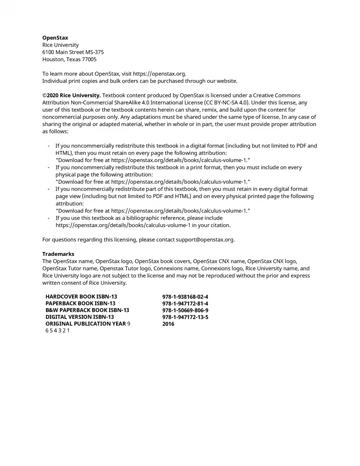 OpenStax
Rice University
6100 Main Street MS-375
Houston, Texas 77005
To learn more about OpenStax, visit https://openstax.org.
Individual print copies and bulk orders can be purchased through our website.
©2020 Rice University. Textbook content produced by OpenStax is licensed under a Creative Commons
Attribution Non-Commercial ShareAlike 4.0 International License (CC BY-NC-SA 4.0). Under this license, any
user of this textbook or the textbook contents herein can share, remix, and build upon the content for
noncommercial purposes only. Any adaptations must be shared under the same type of license. In any case of
sharing the original or adapted material, whether in whole or in part, the user must provide proper attribution
as follows:
- If you noncommercially redistribute this textbook in a digital format (including but not limited to PDF and
HTML), then you must retain on every page the following attribution:
"Download for free at https://openstax.org/details/books/calculus-volume-1."
- If you noncommercially redistribute this textbook in a print format, then you must include on every
physical page the following attribution:
"Download for free at https://openstax.org/details/books/calculus-volume-1."
- If you noncommercially redistribute part of this textbook, then you must retain in every digital format
page view (including but not limited to PDF and HTML) and on every physical printed page the following
attribution:
"Download for free at https://openstax.org/details/books/calculus-volume-1."
- If you use this textbook as a bibliographic reference, please include
https://openstax.org/details/books/calculus-volume-1 in your citation.
For questions regarding this licensing, please contact support@openstax.org.
Trademarks
The OpenStax name, OpenStax logo, OpenStax book covers, OpenStax CNX name, OpenStax CNX logo,
OpenStax Tutor name, Openstax Tutor logo, Connexions name, Connexions logo, Rice University name, and
Rice University logo are not subject to the license and may not be reproduced without the prior and express
written consent of Rice University.
HARDCOVER BOOK ISBN-13 978-1-938168-02-4
PAPERBACK BOOK ISBN-13 978-1-947172-81-4
B&W PAPERBACK BOOK ISBN-13 978-1-50669-806-9
DIGITAL VERSION ISBN-13 978-1-947172-13-5
ORIGINAL PUBLICATION YEAR 9 2016
6 5 4 3 2 1